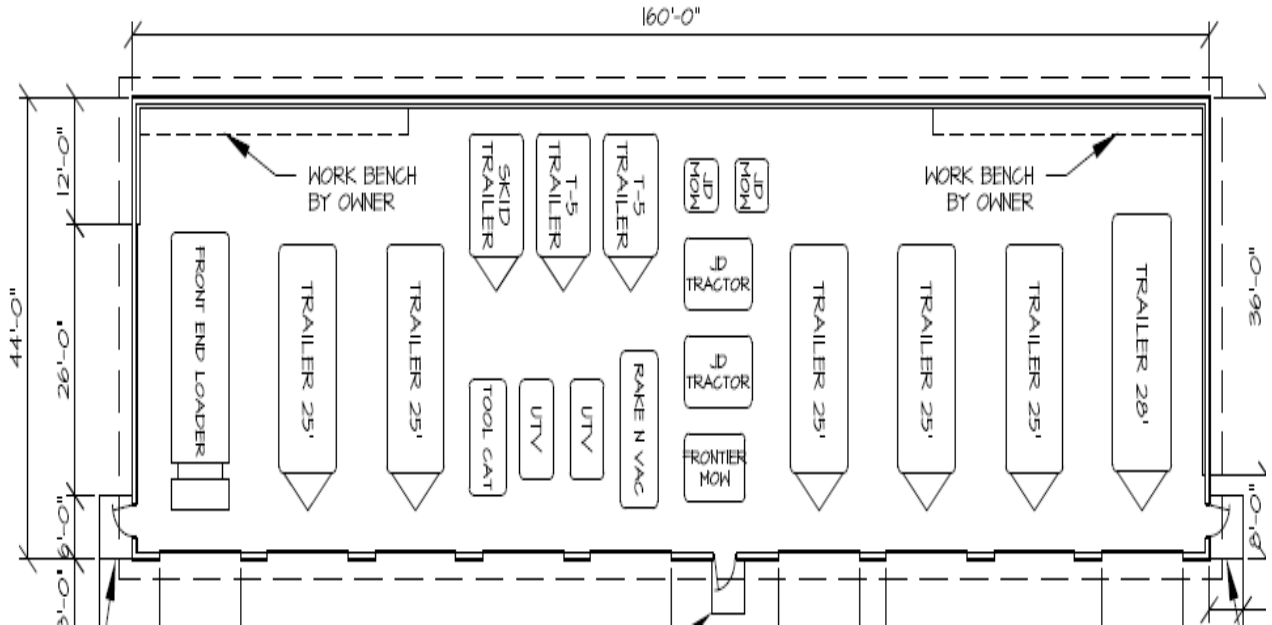 160'-0"
12'-0"
26'-0"
44'-0"
6'-0"
36'-0"
8'-0"
WORK BENCH
BY OWNER
WORK BENCH
BY OWNER
SKID
TRAILER
T-5
TRAILER
T-5
TRAILER
JD
MOW
JD
MOW
FRONT END LOADER
TRAILER 25'
TRAILER 25'
JD
TRACTOR
JD
TRACTOR
TRAILER 25'
TRAILER 25'
TRAILER 25'
TRAILER 28'
TOOL CAT
UTV
UTV
RAKE N VAC
FRONTIER
MOW